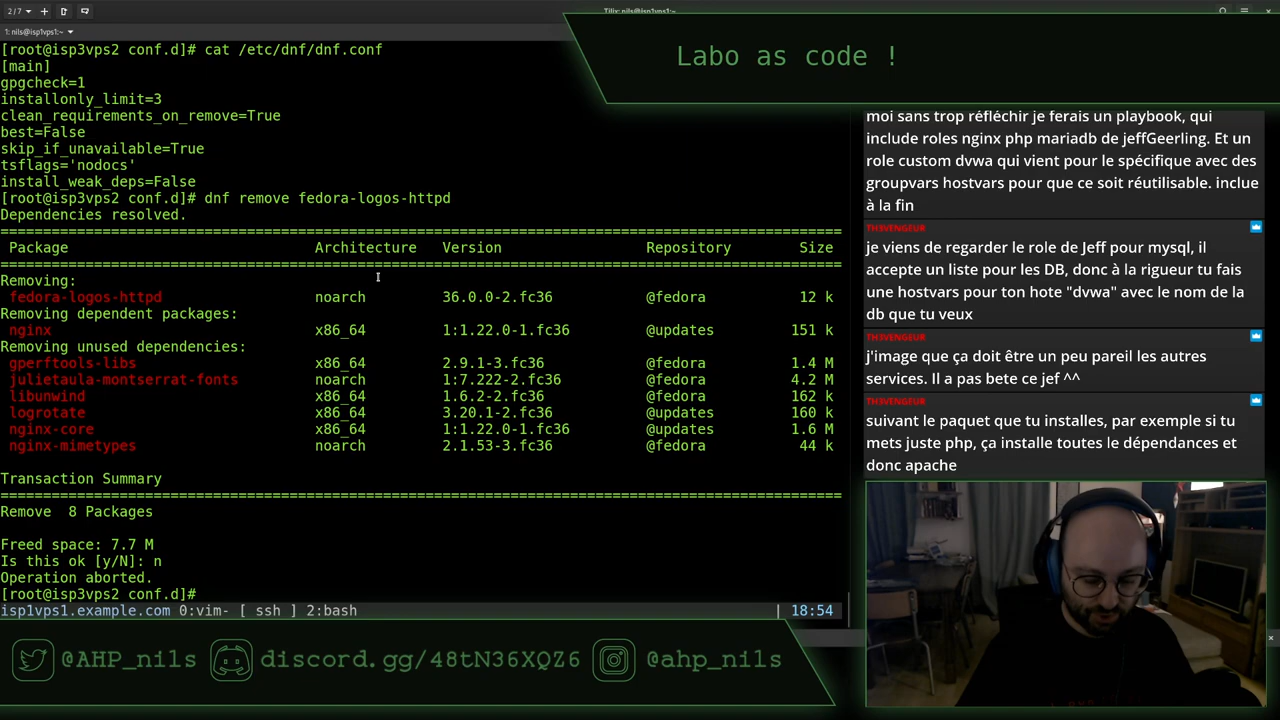 2/7
Tilix: nils@isp1vps1:~
1: nils@isp1vps1:~
[root@isp3vps2 conf.d]# cat /etc/dnf/dnf.conf
[main]
gpgcheck=1
installonly_limit=3
clean_requirements_on_remove=True
best=False
skip_if_unavailable=True
tsflags='nodocs'
install_weak_deps=False
[root@isp3vps2 conf.d]# dnf remove fedora-logos-httpd
Dependencies resolved.
Package Architecture Version Repository Size
Removing:
fedora-logos-httpd noarch 36.0.0-2.fc36 @fedora 12 k
Removing dependent packages:
nginx x86_64 1:1.22.0-1.fc36 @updates 151 k
Removing unused dependencies:
gperftools-libs x86_64 2.9.1-3.fc36 @fedora 1.4 M
julietaula-montserrat-fonts noarch 1:7.222-2.fc36 @fedora 4.2 M
libunwind x86_64 1.6.2-2.fc36 @fedora 162 k
logrotate x86_64 3.20.1-2.fc36 @updates 160 k
nginx-core x86_64 1:1.22.0-1.fc36 @updates 1.6 M
nginx-mimetypes noarch 2.1.53-3.fc36 @fedora 44 k
Transaction Summary
Remove 8 Packages
Freed space: 7.7 M
Is this ok [y/N]: n
Operation aborted.
[root@isp3vps2 conf.d]#
isp1vps1.example.com 0:vim- [ ssh ] 2:bash | 18:54
Labo as code !
moi sans trop réfléchir je ferais un playbook, qui
include roles nginx php mariadb de jeffGeerling. Et un
role custom dvwa qui vient pour le spécifique avec des
groupvars hostvars pour que ce soit réutilisable. inclue
à la fin
TH3VENGEUR
je viens de regarder le role de Jeff pour mysql, il
accepte un liste pour les DB, donc à la rigueur tu fais
une hostvars pour ton hote "dvwa" avec le nom de la
db que tu veux
TH3VENGEUR
j'image que ça doit être un peu pareil les autres
services. Il a pas bete ce jef ^^
TH3VENGEUR
suivant le paquet que tu installes, par exemple si tu
mets juste php, ça installe toutes le dépendances et
donc apache
@AHP_nils discord.gg/48tN36XQZ6 @ahp_nils